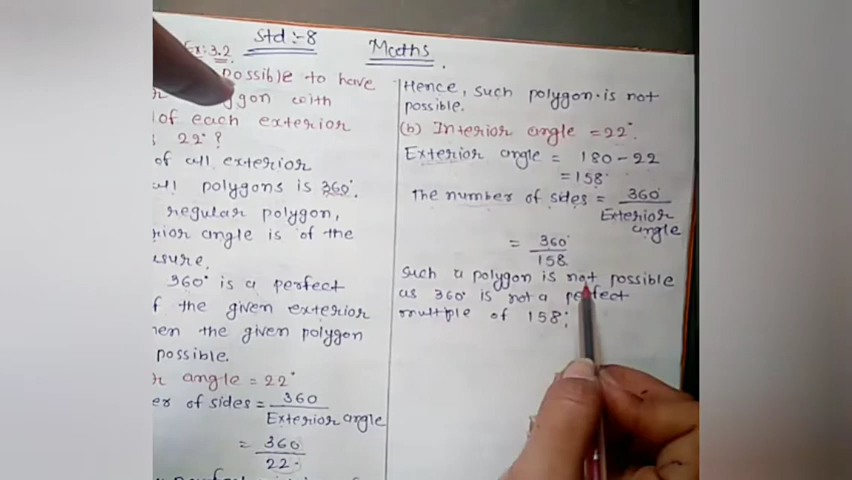 Std :- 8
Maths
Ex: 3.2.
possible to have
gon with
of each exterior
22° ?
of all exterior
all polygons is 360°.
regular polygon,
rior angle is of the
sure.
360° is a perfect
f the given exterior
hen the given polygon
possible.
r angle = 22°
er of sides = 360
Exterior angle
= 360
22
Hence, such polygon is not
possible.
(b) Interior angle = 22°.
Exterior angle = 180 - 22
= 158°
The number of sides = 360
Exterior
angle
= 360°
158
Such a polygon is not possible
as 360° is not a perfect
multiple of 158°.